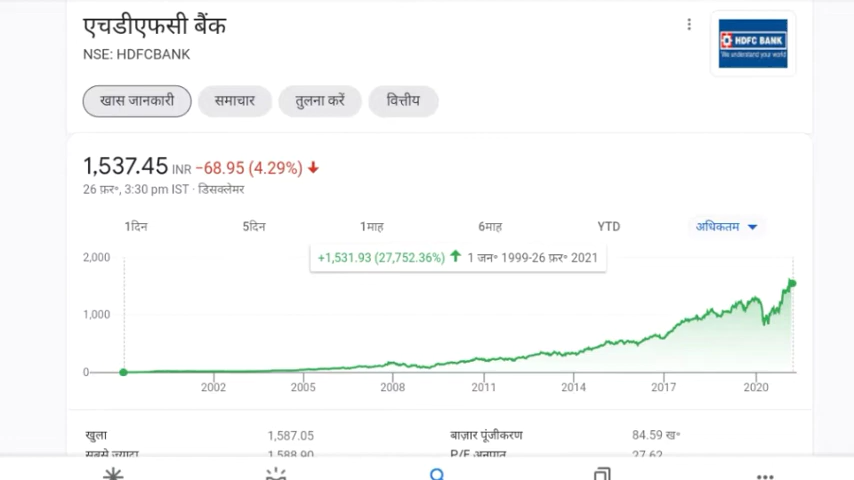 एचडीएफसी बैंक
NSE: HDFCBANK
HDFC BANK
We understand your world
खास जानकारी समाचार तुलना करें वित्तीय
1,537.45 INR −68.95 (4.29%) ↓
26 फ़र॰, 3:30 pm IST · डिसक्लेमर
1दिन 5दिन 1माह 6माह YTD अधिकतम
+1,531.93 (27,752.36%) ↑ 1 जन॰ 1999-26 फ़र॰ 2021
2,000
1,000
0
2002 2005 2008 2011 2014 2017 2020
खुला 1,587.05 बाज़ार पूंजीकरण 84.59 ख॰
सबसे ज़्यादा 1,588.90 P/E अनुपात 27.62